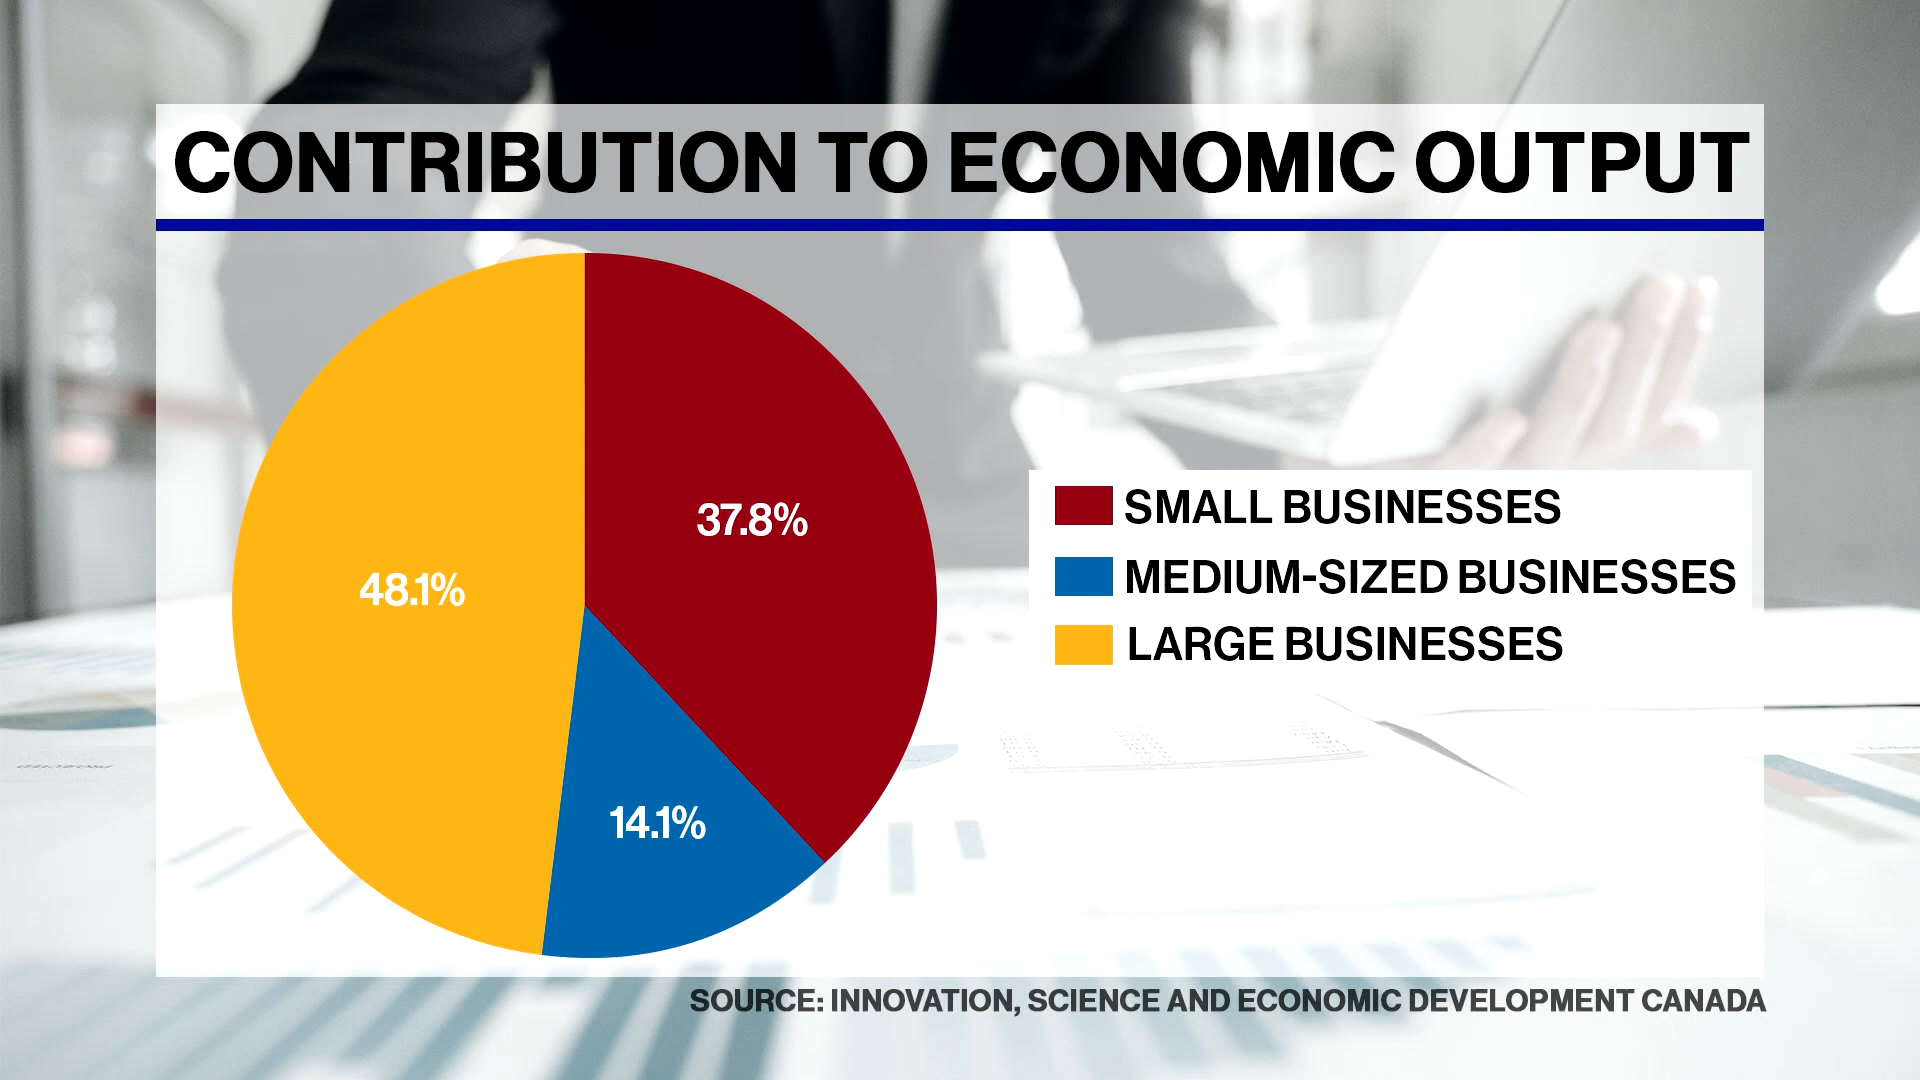 CONTRIBUTION TO ECONOMIC OUTPUT
37.8%
48.1%
14.1%
SMALL BUSINESSES
MEDIUM-SIZED BUSINESSES
LARGE BUSINESSES
SOURCE: INNOVATION, SCIENCE AND ECONOMIC DEVELOPMENT CANADA